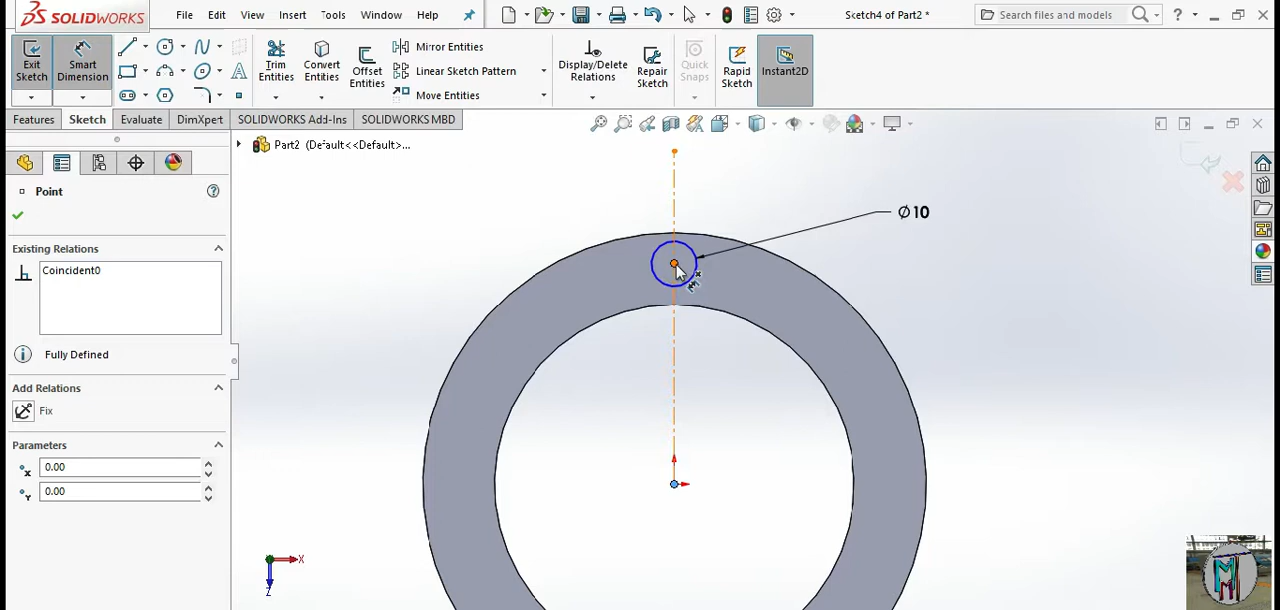 SOLIDWORKS
File Edit View Insert Tools Window Help
Sketch4 of Part2 *
Search files and models
Exit Sketch
Smart Dimension
Trim Entities
Convert Entities
Offset Entities
Mirror Entities
Linear Sketch Pattern
Move Entities
Display/Delete Relations
Repair Sketch
Quick Snaps
Rapid Sketch
Instant2D
Features Sketch Evaluate DimXpert SOLIDWORKS Add-Ins SOLIDWORKS MBD
Part2 (Default<<Default>...
Point
Existing Relations
Coincident0
Fully Defined
Add Relations
Fix
Parameters
x 0.00
Y 0.00
Ø10
X
Z